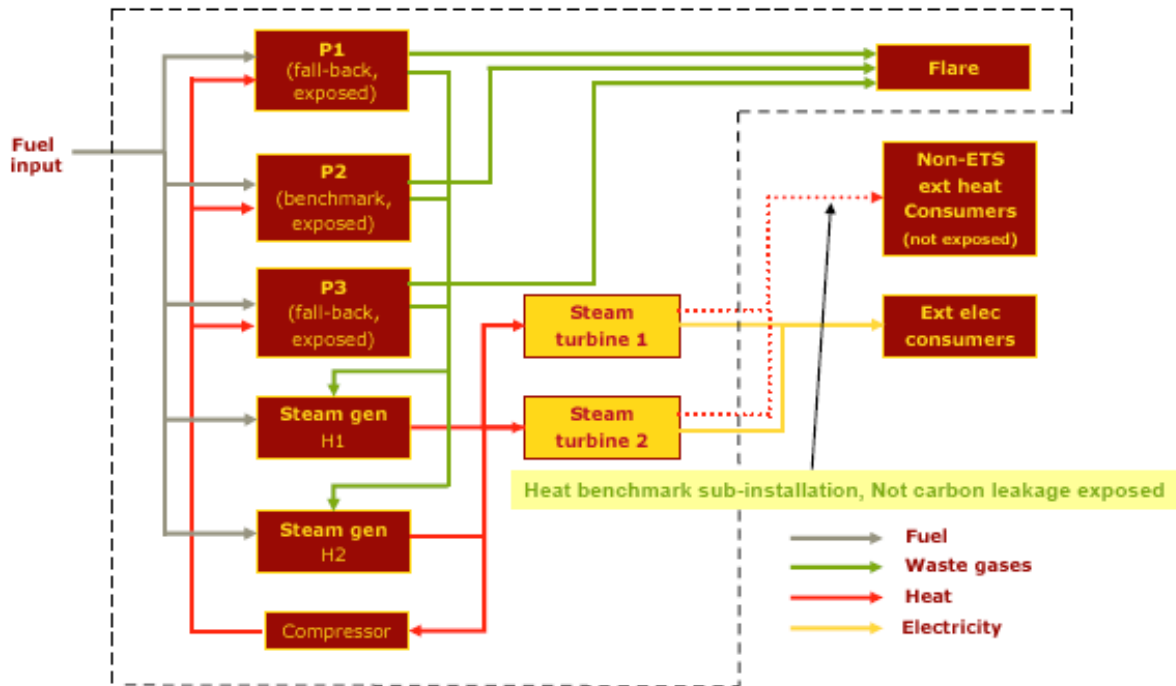 P1
(fall-back,
exposed)
Flare
Fuel
input
P2
(benchmark,
exposed)
Non-ETS
ext heat
Consumers
(not exposed)
P3
(fall-back,
exposed)
Steam
turbine 1
Ext elec
consumers
Steam gen
H1
Steam
turbine 2
Heat benchmark sub-installation, Not carbon leakage exposed
Steam gen
H2
Fuel
Waste gases
Heat
Electricity
Compressor